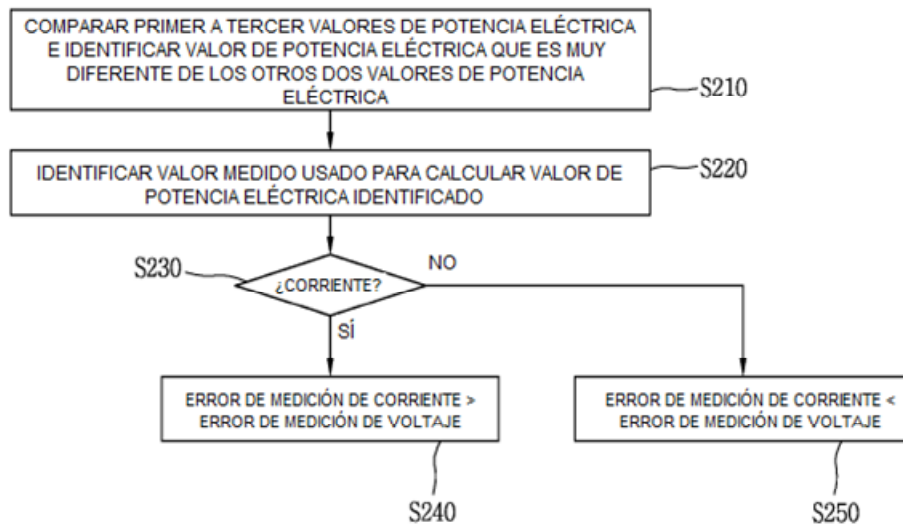 COMPARAR PRIMER A TERCER VALORES DE POTENCIA ELÉCTRICA
E IDENTIFICAR VALOR DE POTENCIA ELÉCTRICA QUE ES MUY
DIFERENTE DE LOS OTROS DOS VALORES DE POTENCIA
ELÉCTRICA
S210
IDENTIFICAR VALOR MEDIDO USADO PARA CALCULAR VALOR DE
POTENCIA ELÉCTRICA IDENTIFICADO
S220
S230
¿CORRIENTE?
NO
SÍ
ERROR DE MEDICIÓN DE CORRIENTE >
ERROR DE MEDICIÓN DE VOLTAJE
S240
ERROR DE MEDICIÓN DE CORRIENTE <
ERROR DE MEDICIÓN DE VOLTAJE
S250